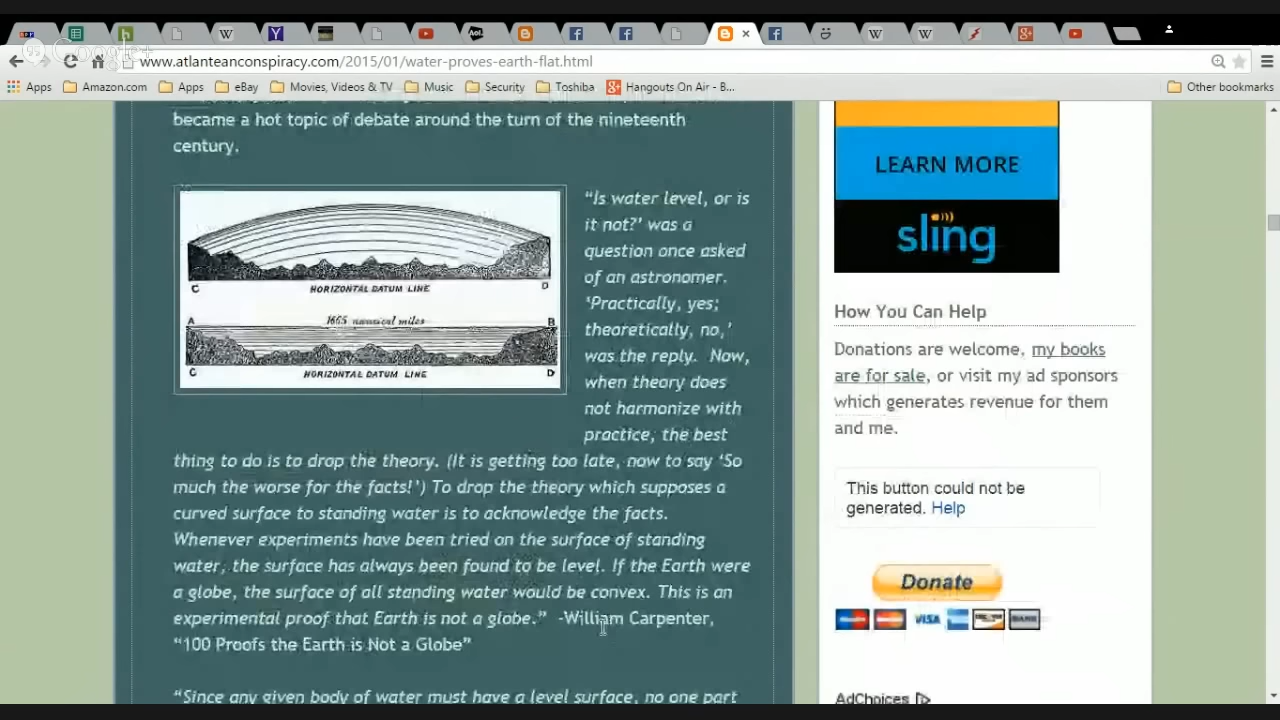 Aol.
95
Google+
www.atlanteanconspiracy.com/2015/01/water-proves-earth-flat.html
Apps
Amazon.com
Apps
eBay
Movies, Videos & TV
Music
Security
Toshiba
Hangouts On Air - B...
Other bookmarks
became a hot topic of debate around the turn of the nineteenth
century.
C
HORIZONTAL DATUM LINE
D
A
1665 nautical miles
B
C
HORIZONTAL DATUM LINE
D
“Is water level, or is
it not?’ was a
question once asked
of an astronomer.
‘Practically, yes;
theoretically, no,’
was the reply.  Now,
when theory does
not harmonize with
practice, the best
thing to do is to drop the theory. (It is getting too late, now to say ‘So
much the worse for the facts!’) To drop the theory which supposes a
curved surface to standing water is to acknowledge the facts.
Whenever experiments have been tried on the surface of standing
water, the surface has always been found to be level. If the Earth were
a globe, the surface of all standing water would be convex. This is an
experimental proof that Earth is not a globe.”  -William Carpenter,
“100 Proofs the Earth is Not a Globe”
“Since any given body of water must have a level surface, no one part
LEARN MORE
sling
How You Can Help
Donations are welcome, my books
are for sale, or visit my ad sponsors
which generates revenue for them
and me.
This button could not be
generated. Help
Donate
VISA
AdChoices